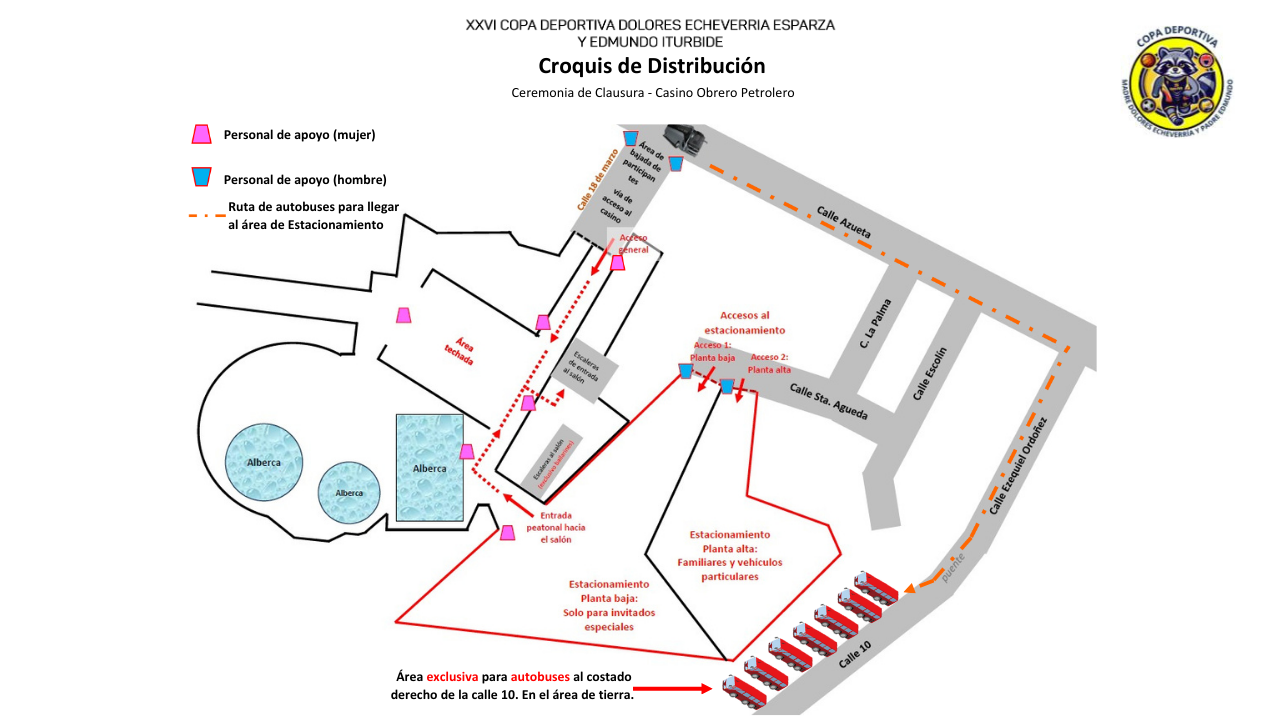 XXVI COPA DEPORTIVA DOLORES ECHEVERRIA ESPARZA
Y EDMUNDO ITURBIDE
Croquis de Distribución
Ceremonia de Clausura - Casino Obrero Petrolero
COPA DEPORTIVA
MADRE DOLORES ECHEVERRÍA Y PADRE EDMUNDO
Personal de apoyo (mujer)
Personal de apoyo (hombre)
Ruta de autobuses para llegar
al área de Estacionamiento
Calle 18 de marzo
Área de
bajada de
participan
tes
vía de
acceso al
casino
Acceso
general
Calle Azueta
C. La Palma
Calle Escolín
Accesos al
estacionamiento
Acceso 1:
Planta baja
Acceso 2:
Planta alta
Calle Sta. Agueda
Calle Ezequiel Ordoñez
Área
techada
Escaleras
de entrada
al salón
Escaleras al salón
(exclusivo bailarines)
Alberca
Alberca
Alberca
Entrada
peatonal hacia
el salón
Estacionamiento
Planta alta:
Familiares y vehículos
particulares
Estacionamiento
Planta baja:
Solo para invitados
especiales
puente
Calle 10
Área exclusiva para autobuses al costado
derecho de la calle 10. En el área de tierra.